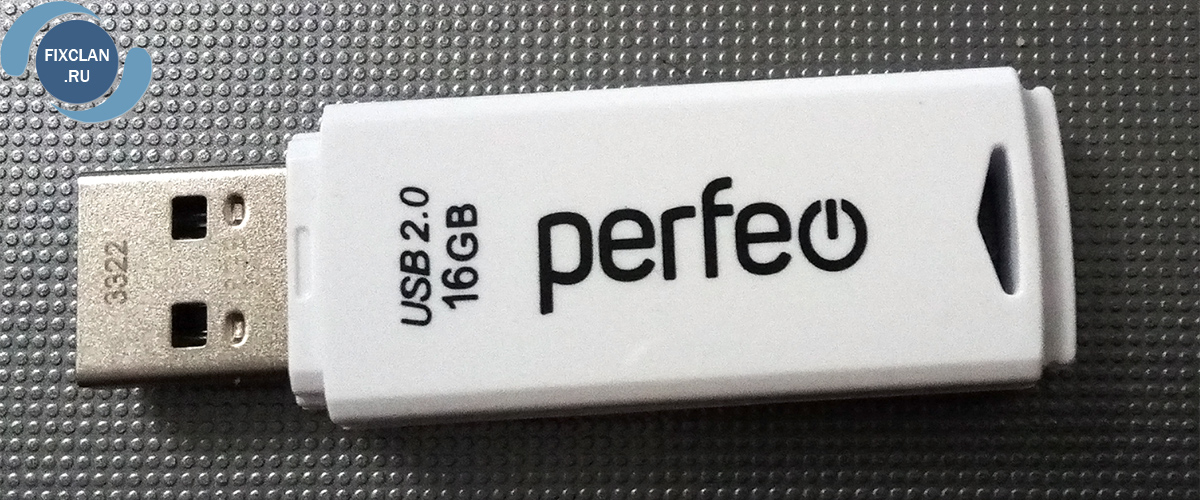 FIXCLAN
.RU
3322
USB 2.0
16GB
perfeo